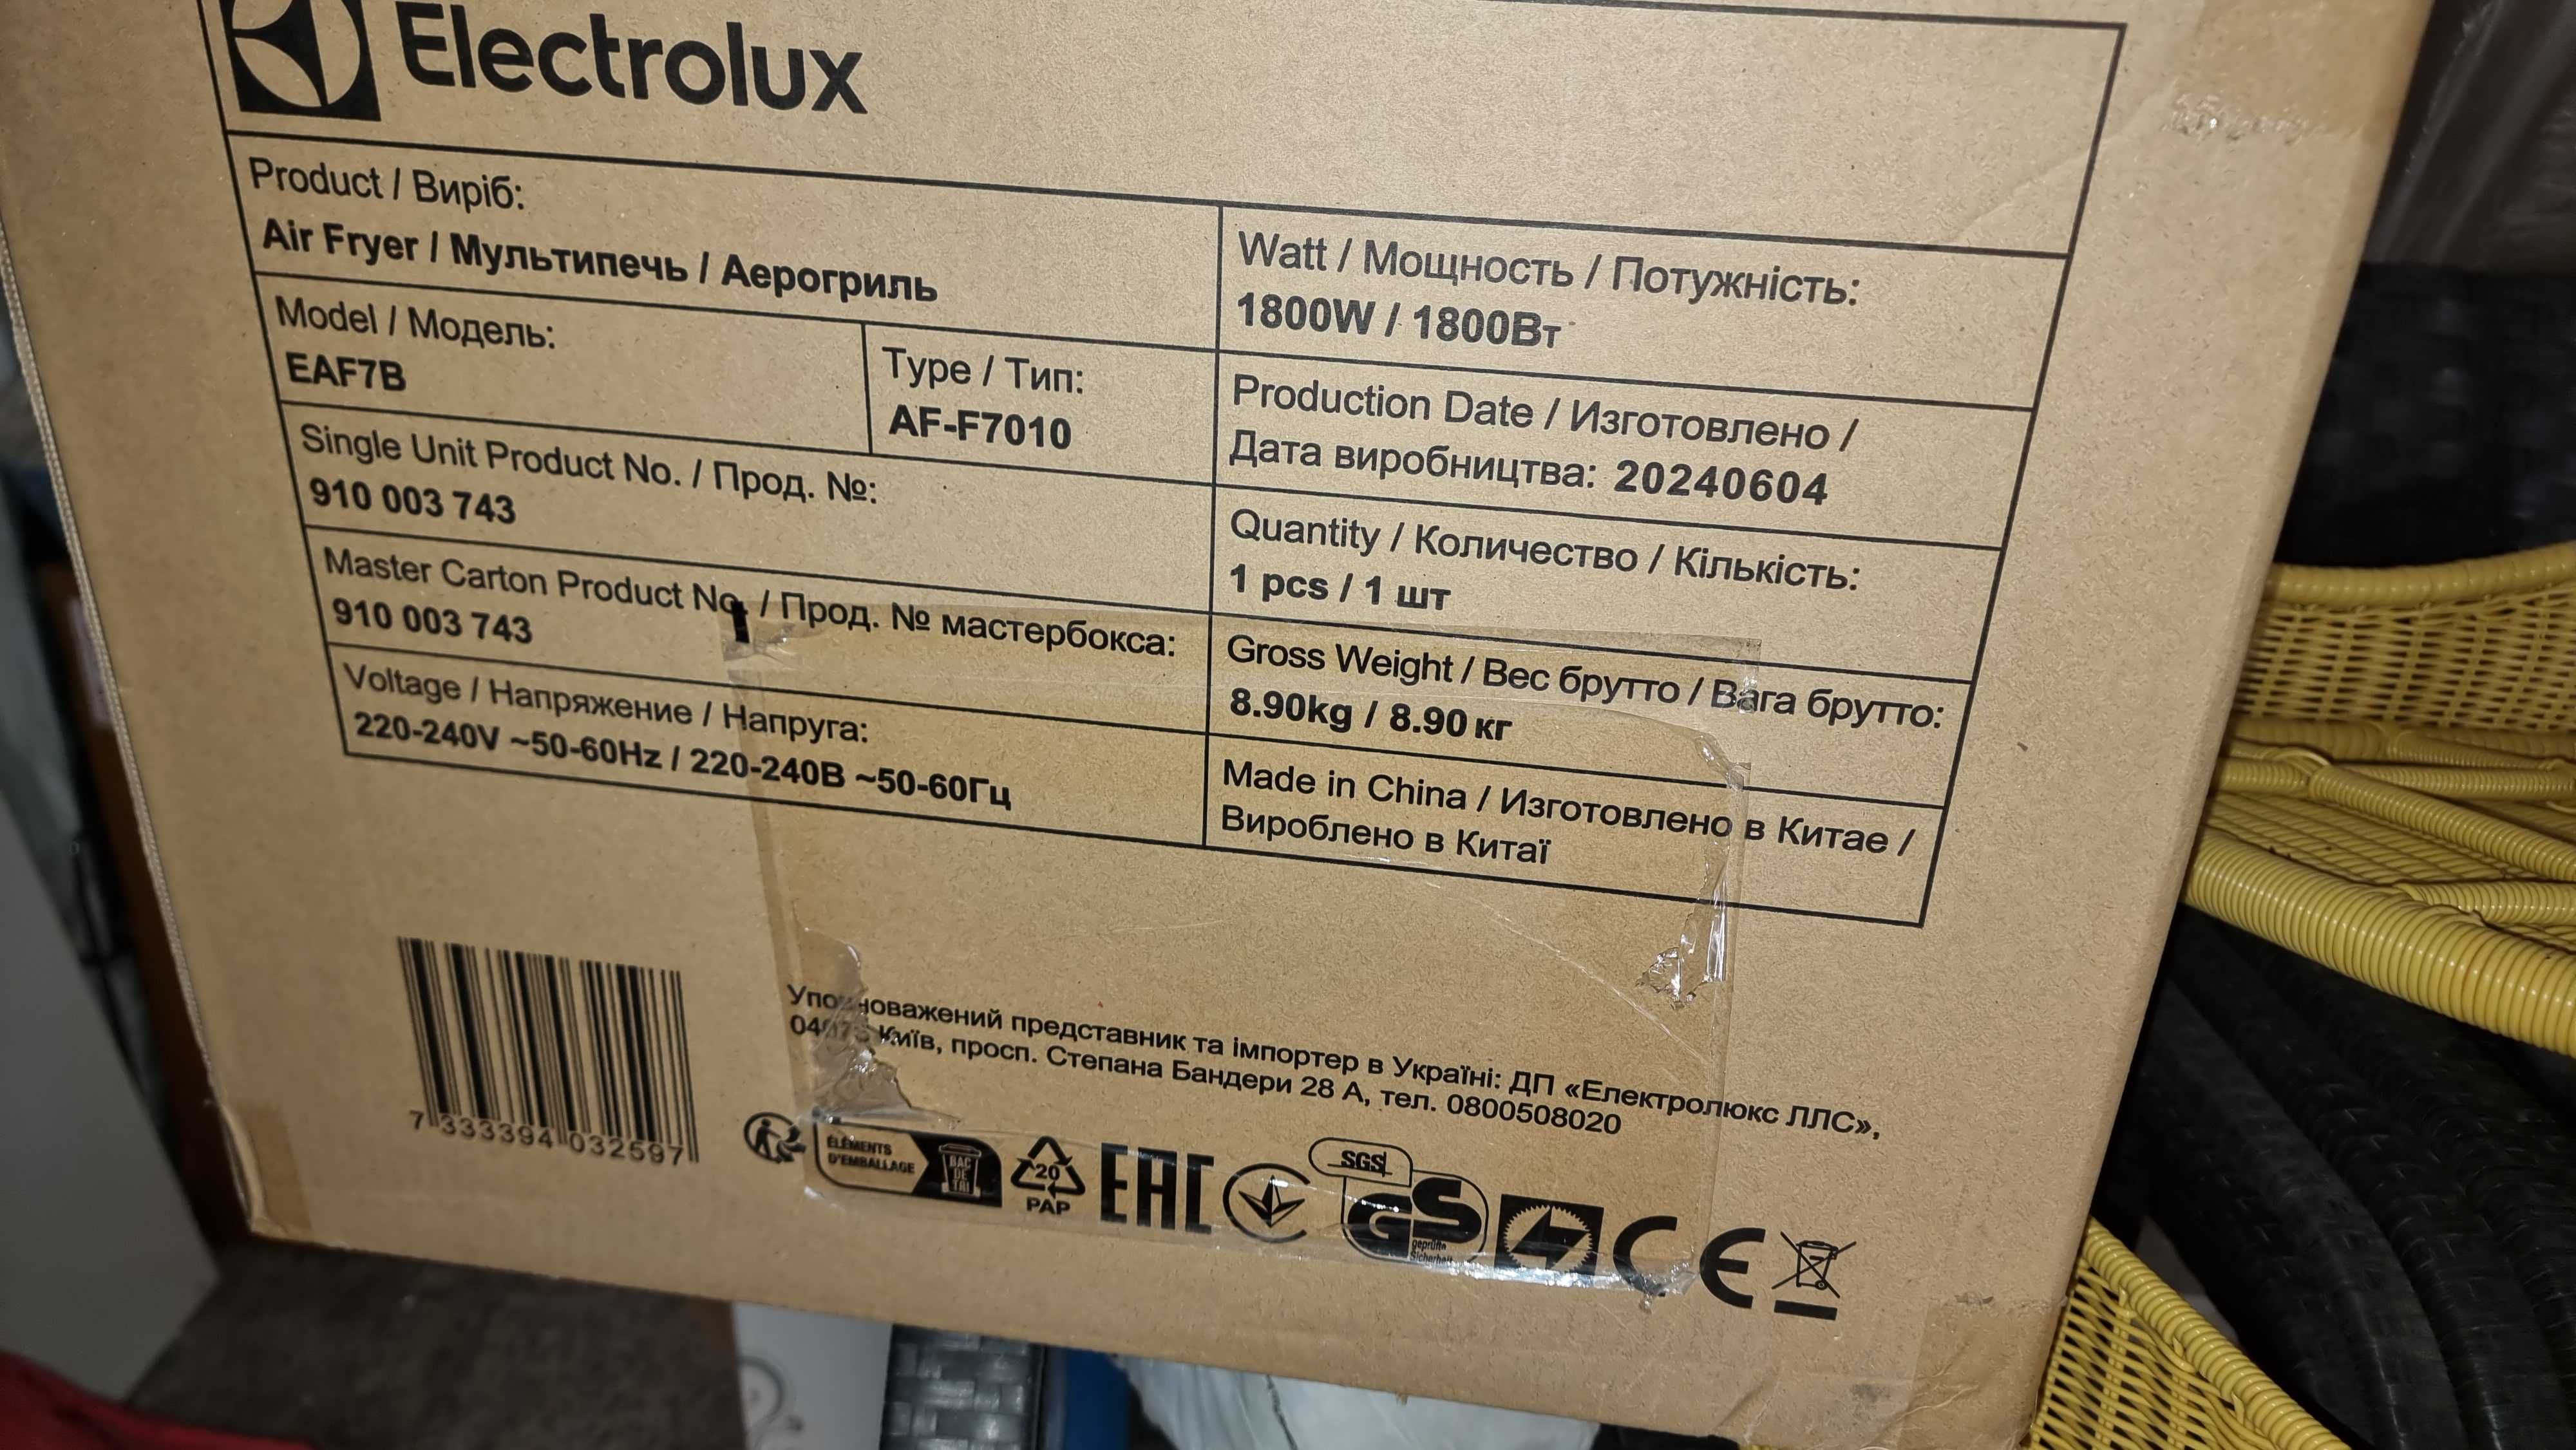 Electrolux
Product / Виріб:
Air Fryer / Мультипечь / Аерогриль
Model / Модель:
EAF7B
Type / Тип:
AF-F7010
Single Unit Product No. / Прод. №:
910 003 743
Master Carton Product No. / Прод. № мастербокса:
910 003 743
Voltage / Напряжение / Напруга:
220-240V ~50-60Hz / 220-240В ~50-60Гц
Watt / Мощность / Потужність:
1800W / 1800Вт
Production Date / Изготовлено /
Дата виробництва: 20240604
Quantity / Количество / Кількість:
1 pcs / 1 шт
Gross Weight / Вес брутто / Вага брутто:
8.90kg / 8.90 кг
Made in China / Изготовлено в Китае /
Вироблено в Китаї
7 333394 032597
представник та імпортер в Україні: ДП «Електролюкс ЛЛС»,
Київ, просп. Степана Бандери 28 А, тел. 0800508020
ÉLÉMENTS
D'EMBALLAGE
BAC
DE
TRI
20
PAP
EAC
SGS
GS
geprüfte
Sicherheit
CE